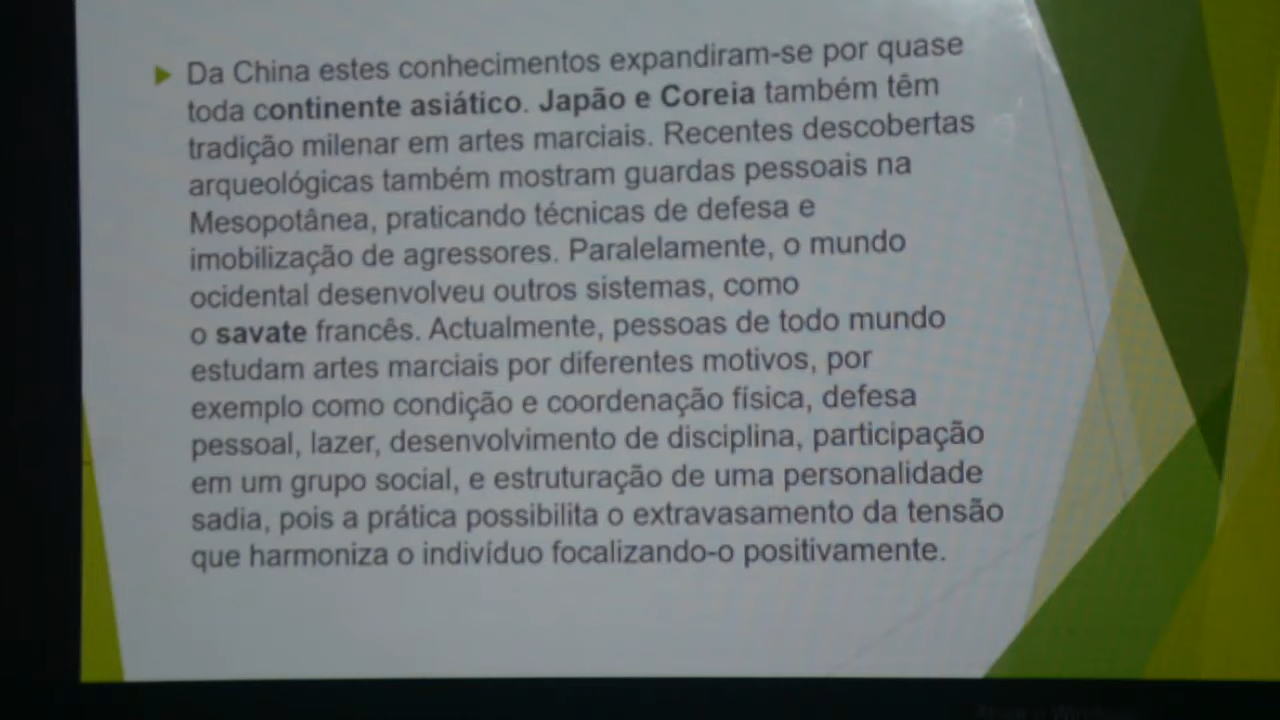 Da China estes conhecimentos expandiram-se por quase
toda continente asiático. Japão e Coreia também têm
tradição milenar em artes marciais. Recentes descobertas
arqueológicas também mostram guardas pessoais na
Mesopotânea, praticando técnicas de defesa e
imobilização de agressores. Paralelamente, o mundo
ocidental desenvolveu outros sistemas, como
o savate francês. Actualmente, pessoas de todo mundo
estudam artes marciais por diferentes motivos, por
exemplo como condição e coordenação física, defesa
pessoal, lazer, desenvolvimento de disciplina, participação
em um grupo social, e estruturação de uma personalidade
sadia, pois a prática possibilita o extravasamento da tensão
que harmoniza o indivíduo focalizando-o positivamente.